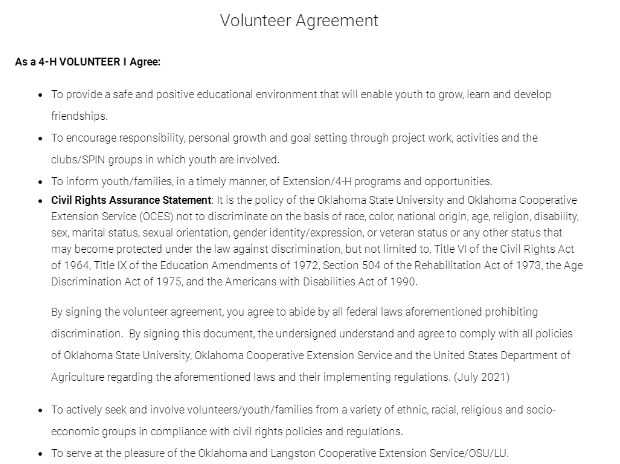 Volunteer Agreement
As a 4-H VOLUNTEER I Agree:
• To provide a safe and positive educational environment that will enable youth to grow, learn and develop
friendships.
• To encourage responsibility, personal growth and goal setting through project work, activities and the
clubs/SPIN groups in which youth are involved.
• To inform youth/families, in a timely manner, of Extension/4-H programs and opportunities.
• Civil Rights Assurance Statement: It is the policy of the Oklahoma State University and Oklahoma Cooperative
Extension Service (OCES) not to discriminate on the basis of race, color, national origin, age, religion, disability,
sex, marital status, sexual orientation, gender identity/expression, or veteran status or any other status that
may become protected under the law against discrimination, but not limited to, Title VI of the Civil Rights Act
of 1964, Title IX of the Education Amendments of 1972, Section 504 of the Rehabilitation Act of 1973, the Age
Discrimination Act of 1975, and the Americans with Disabilities Act of 1990.
By signing the volunteer agreement, you agree to abide by all federal laws aforementioned prohibiting
discrimination. By signing this document, the undersigned understand and agree to comply with all policies
of Oklahoma State University, Oklahoma Cooperative Extension Service and the United States Department of
Agriculture regarding the aforementioned laws and their implementing regulations. (July 2021)
• To actively seek and involve volunteers/youth/families from a variety of ethnic, racial, religious and socio-
economic groups in compliance with civil rights policies and regulations.
• To serve at the pleasure of the Oklahoma and Langston Cooperative Extension Service/OSU/LU.